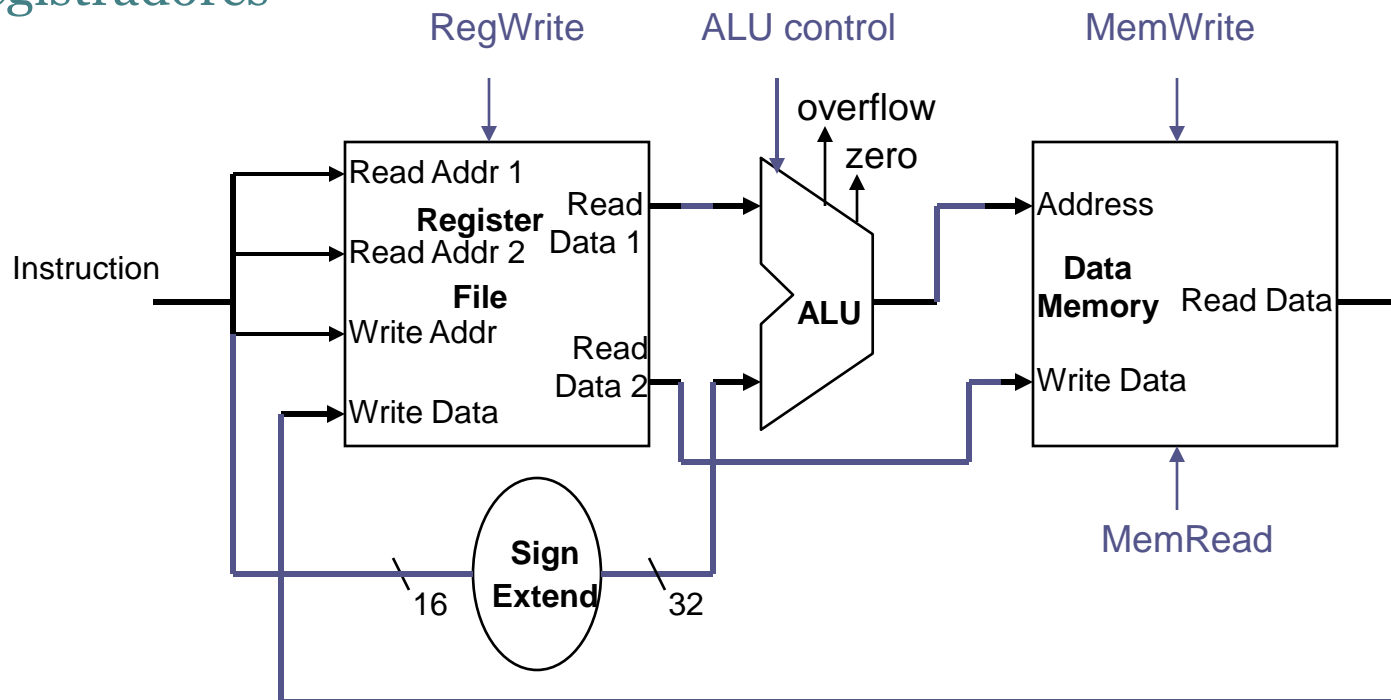 RegWrite
ALU control
MemWrite
overflow
zero
Instruction
Read Addr 1
Register
Read Addr 2
File
Write Addr
Write Data
Read
Data 1
Read
Data 2
ALU
Address
Data
Memory
Read Data
Write Data
MemRead
Sign
Extend
16
32